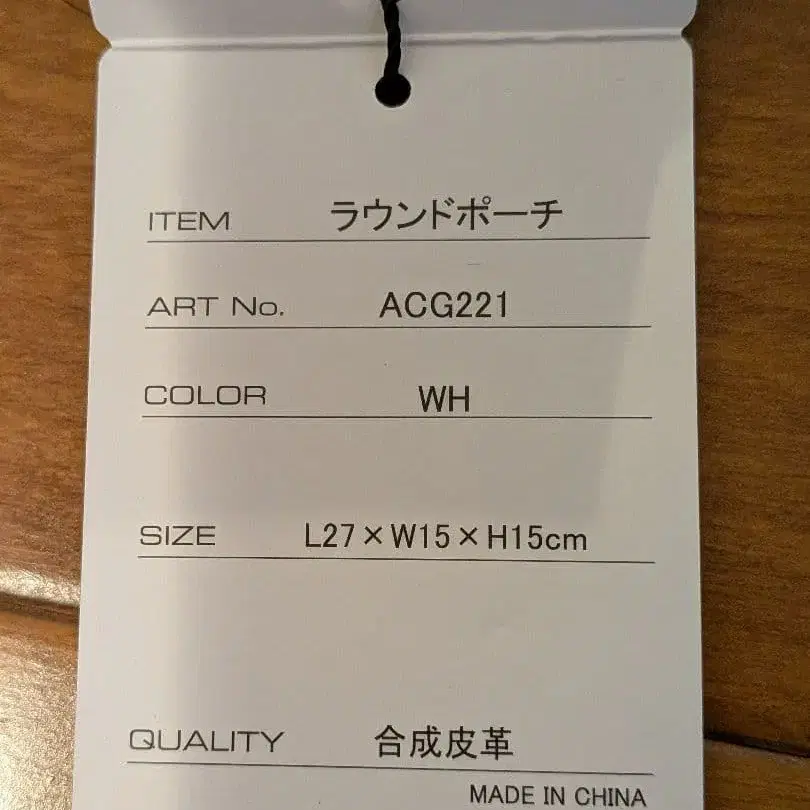 ITEM ラウンドポーチ
ART No. ACG221
COLOR WH
SIZE L27×W15×H15cm
QUALITY 合成皮革
MADE IN CHINA